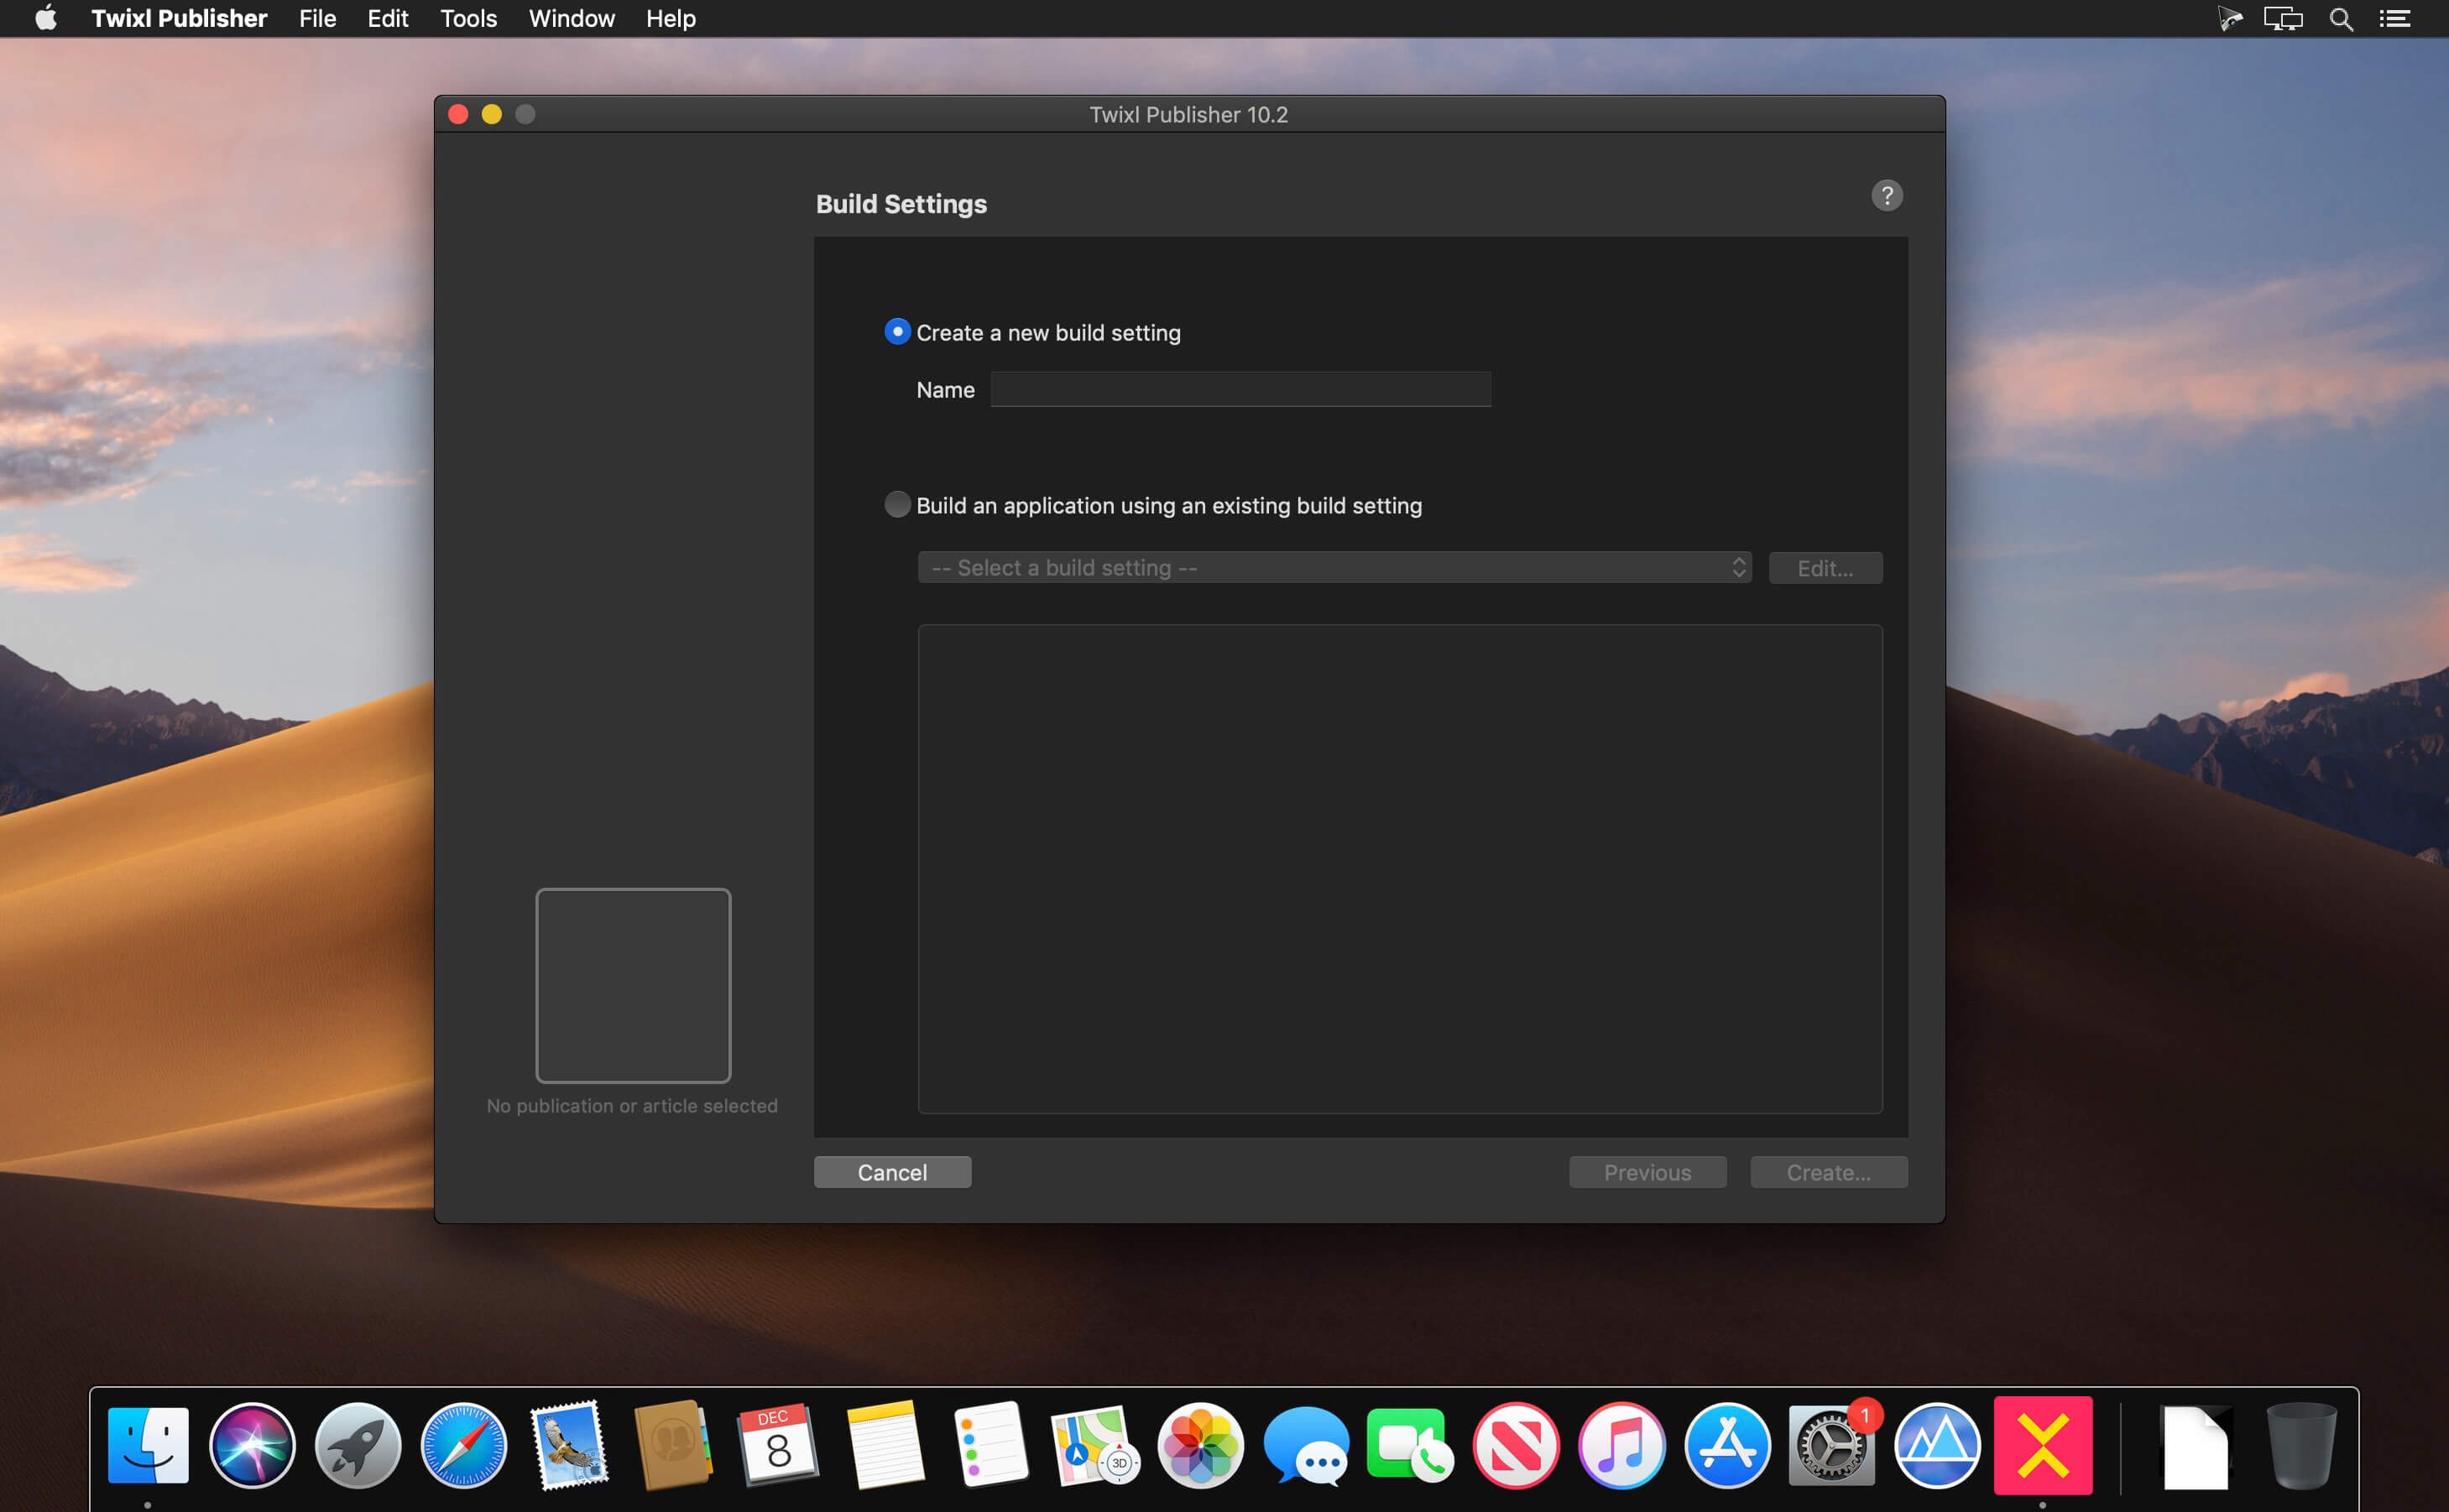 Twixl Publisher File Edit Tools Window Help
Twixl Publisher 10.2
Build Settings
?
Create a new build setting
Name
Build an application using an existing build setting
-- Select a build setting --
Edit...
No publication or article selected
Cancel
Previous
Create...
DEC
8
3D
1